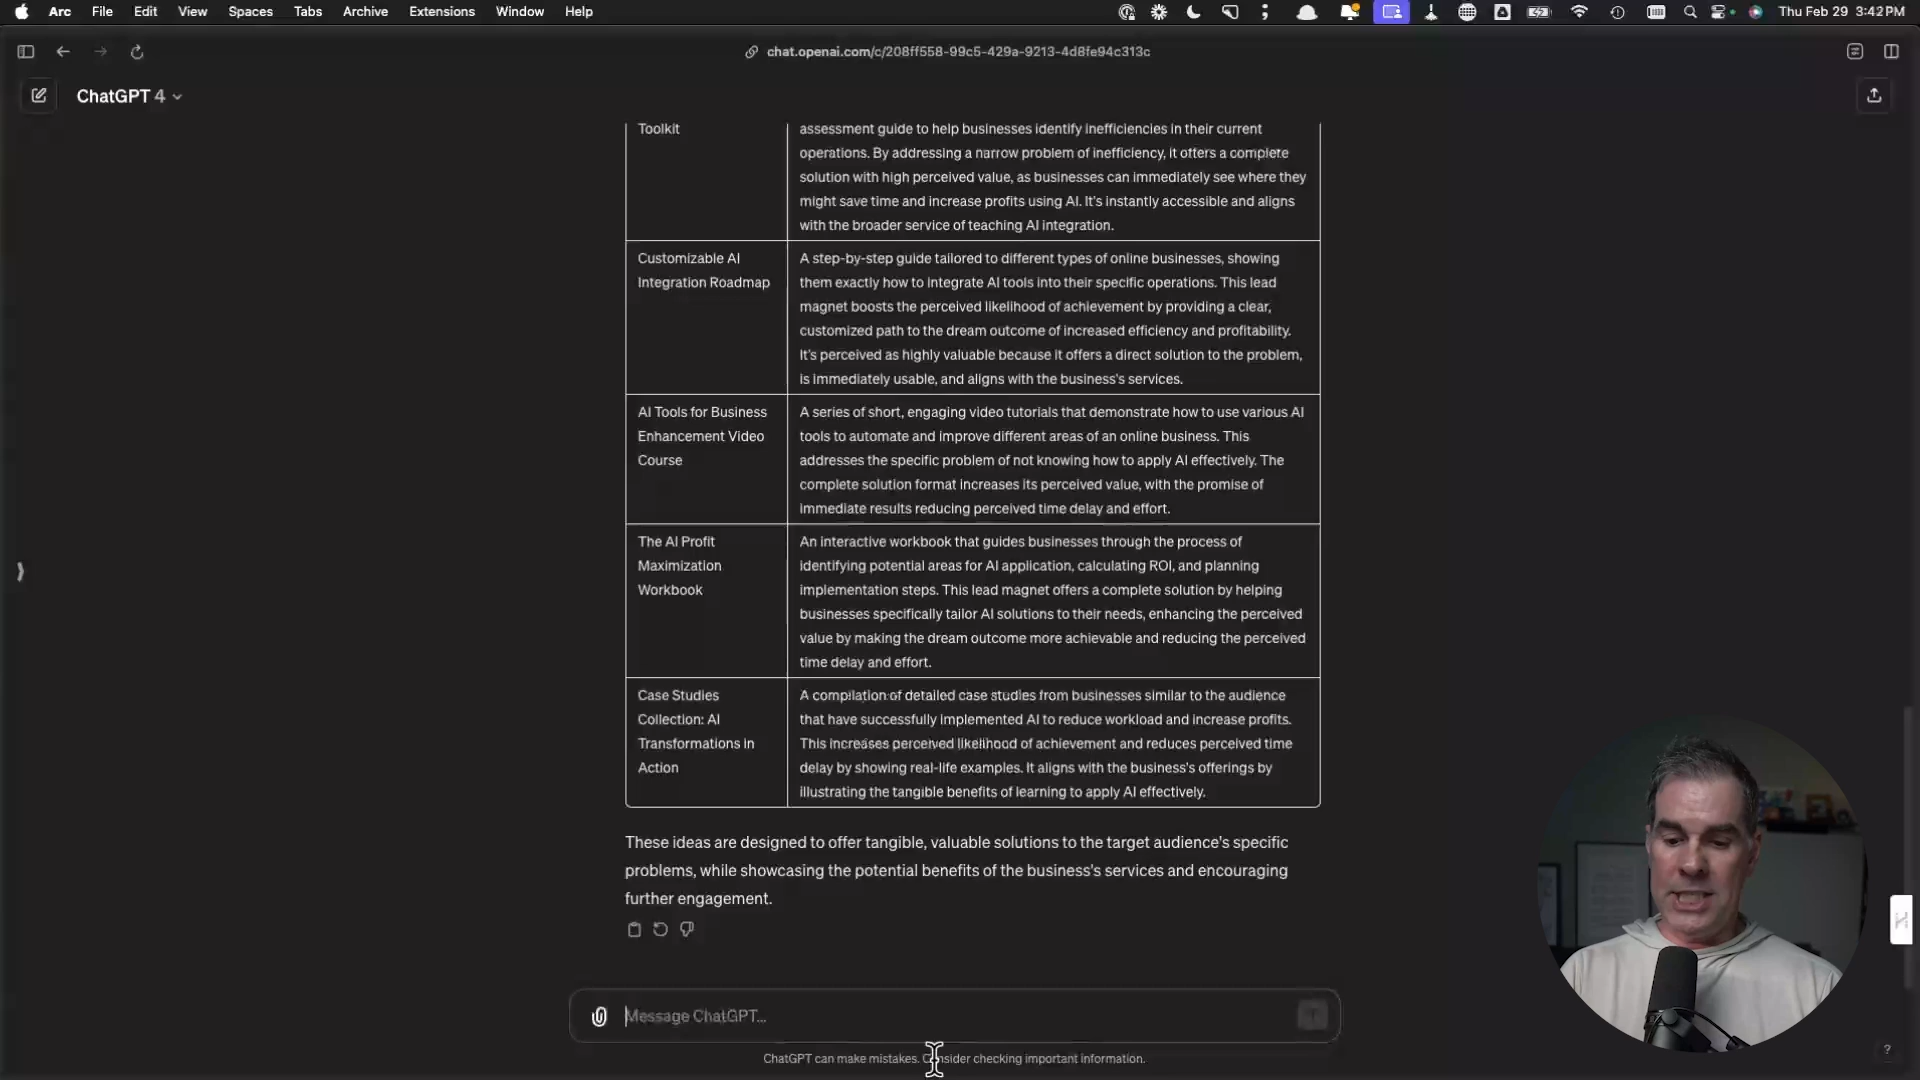 Arc File Edit View Spaces Tabs Archive Extensions Window Help Thu Feb 29 3:42 PM
chat.openai.com/c/208ff558-99c5-429a-9213-4d8fe94c313c
ChatGPT 4
Toolkit
assessment guide to help businesses identify inefficiencies in their current
operations. By addressing a narrow problem of inefficiency, it offers a complete
solution with high perceived value, as businesses can immediately see where they
might save time and increase profits using AI. It's instantly accessible and aligns
with the broader service of teaching AI integration.
Customizable AI
Integration Roadmap
A step-by-step guide tailored to different types of online businesses, showing
them exactly how to integrate AI tools into their specific operations. This lead
magnet boosts the perceived likelihood of achievement by providing a clear,
customized path to the dream outcome of increased efficiency and profitability.
It's perceived as highly valuable because it offers a direct solution to the problem,
is immediately usable, and aligns with the business's services.
AI Tools for Business
Enhancement Video
Course
A series of short, engaging video tutorials that demonstrate how to use various AI
tools to automate and improve different areas of an online business. This
addresses the specific problem of not knowing how to apply AI effectively. The
complete solution format increases its perceived value, with the promise of
immediate results reducing perceived time delay and effort.
The AI Profit
Maximization
Workbook
An interactive workbook that guides businesses through the process of
identifying potential areas for AI application, calculating ROI, and planning
implementation steps. This lead magnet offers a complete solution by helping
businesses specifically tailor AI solutions to their needs, enhancing the perceived
value by making the dream outcome more achievable and reducing the perceived
time delay and effort.
Case Studies
Collection: AI
Transformations in
Action
A compilation of detailed case studies from businesses similar to the audience
that have successfully implemented AI to reduce workload and increase profits.
This increases perceived likelihood of achievement and reduces perceived time
delay by showing real-life examples. It aligns with the business's offerings by
illustrating the tangible benefits of learning to apply AI effectively.
These ideas are designed to offer tangible, valuable solutions to the target audience's specific
problems, while showcasing the potential benefits of the business's services and encouraging
further engagement.
Message ChatGPT...
ChatGPT can make mistakes. Consider checking important information.
?